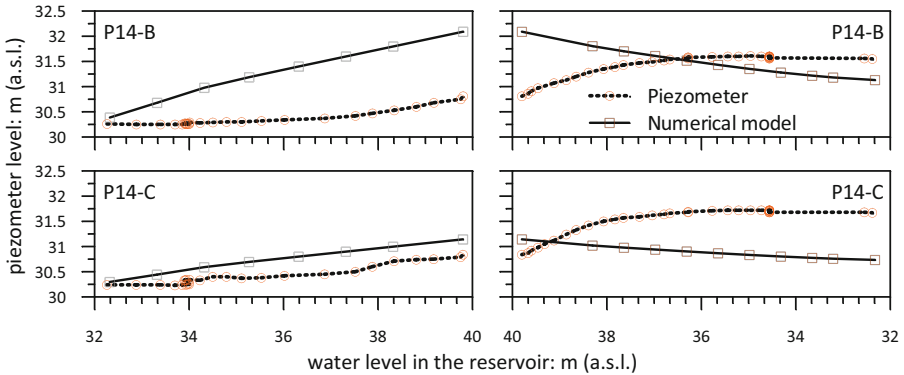 piezometer level: m (a.s.l.)
32.5
32
31.5
31
30.5
30
P14-B
P14-B
Piezometer
Numerical model
32.5
32
31.5
31
30.5
30
P14-C
P14-C
32 34 36 38 40
40 38 36 34 32
water level in the reservoir: m (a.s.l.)